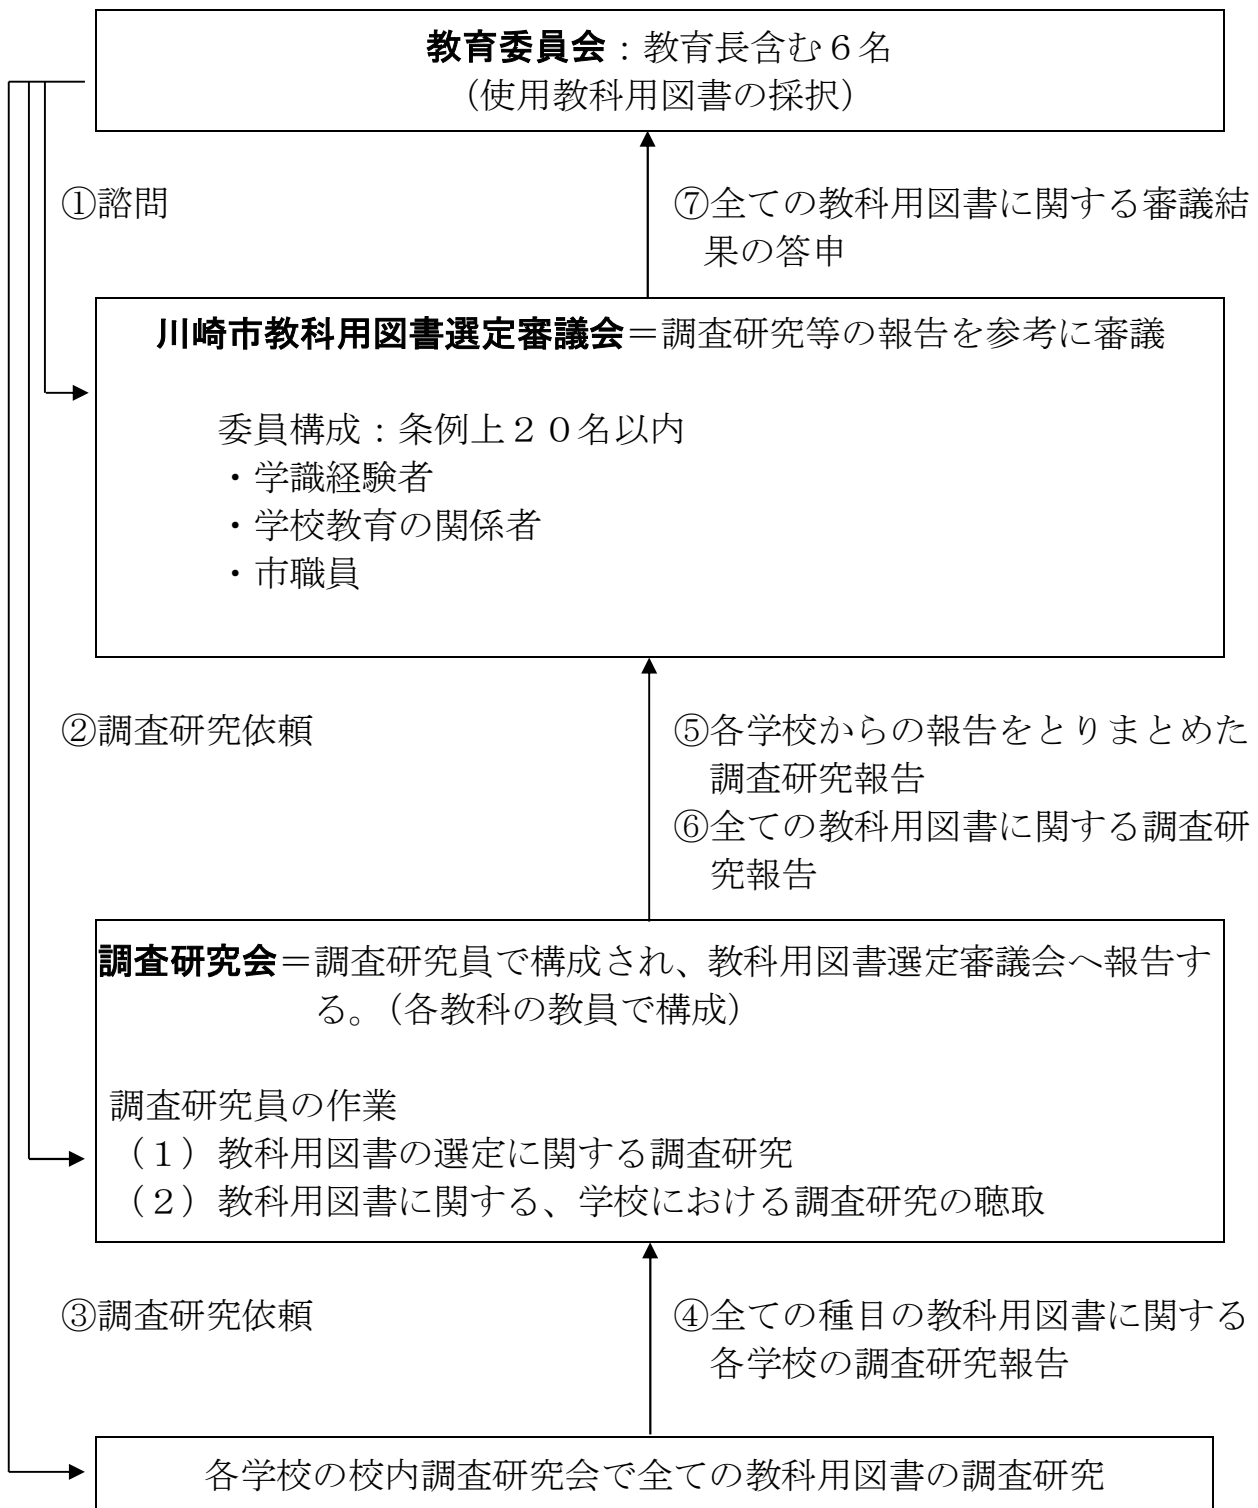 教育委員会：教育長含む６名
（使用教科用図書の採択）
①諮問
⑦全ての教科用図書に関する審議結
果の答申
川崎市教科用図書選定審議会＝調査研究等の報告を参考に審議
委員構成：条例上２０名以内
・学識経験者
・学校教育の関係者
・市職員
②調査研究依頼
⑤各学校からの報告をとりまとめた
調査研究報告
⑥全ての教科用図書に関する調査研
究報告
調査研究会＝調査研究員で構成され、教科用図書選定審議会へ報告す
る。（各教科の教員で構成）
調査研究員の作業
（１）教科用図書の選定に関する調査研究
（２）教科用図書に関する、学校における調査研究の聴取
③調査研究依頼
④全ての種目の教科用図書に関する
各学校の調査研究報告
各学校の校内調査研究会で全ての教科用図書の調査研究